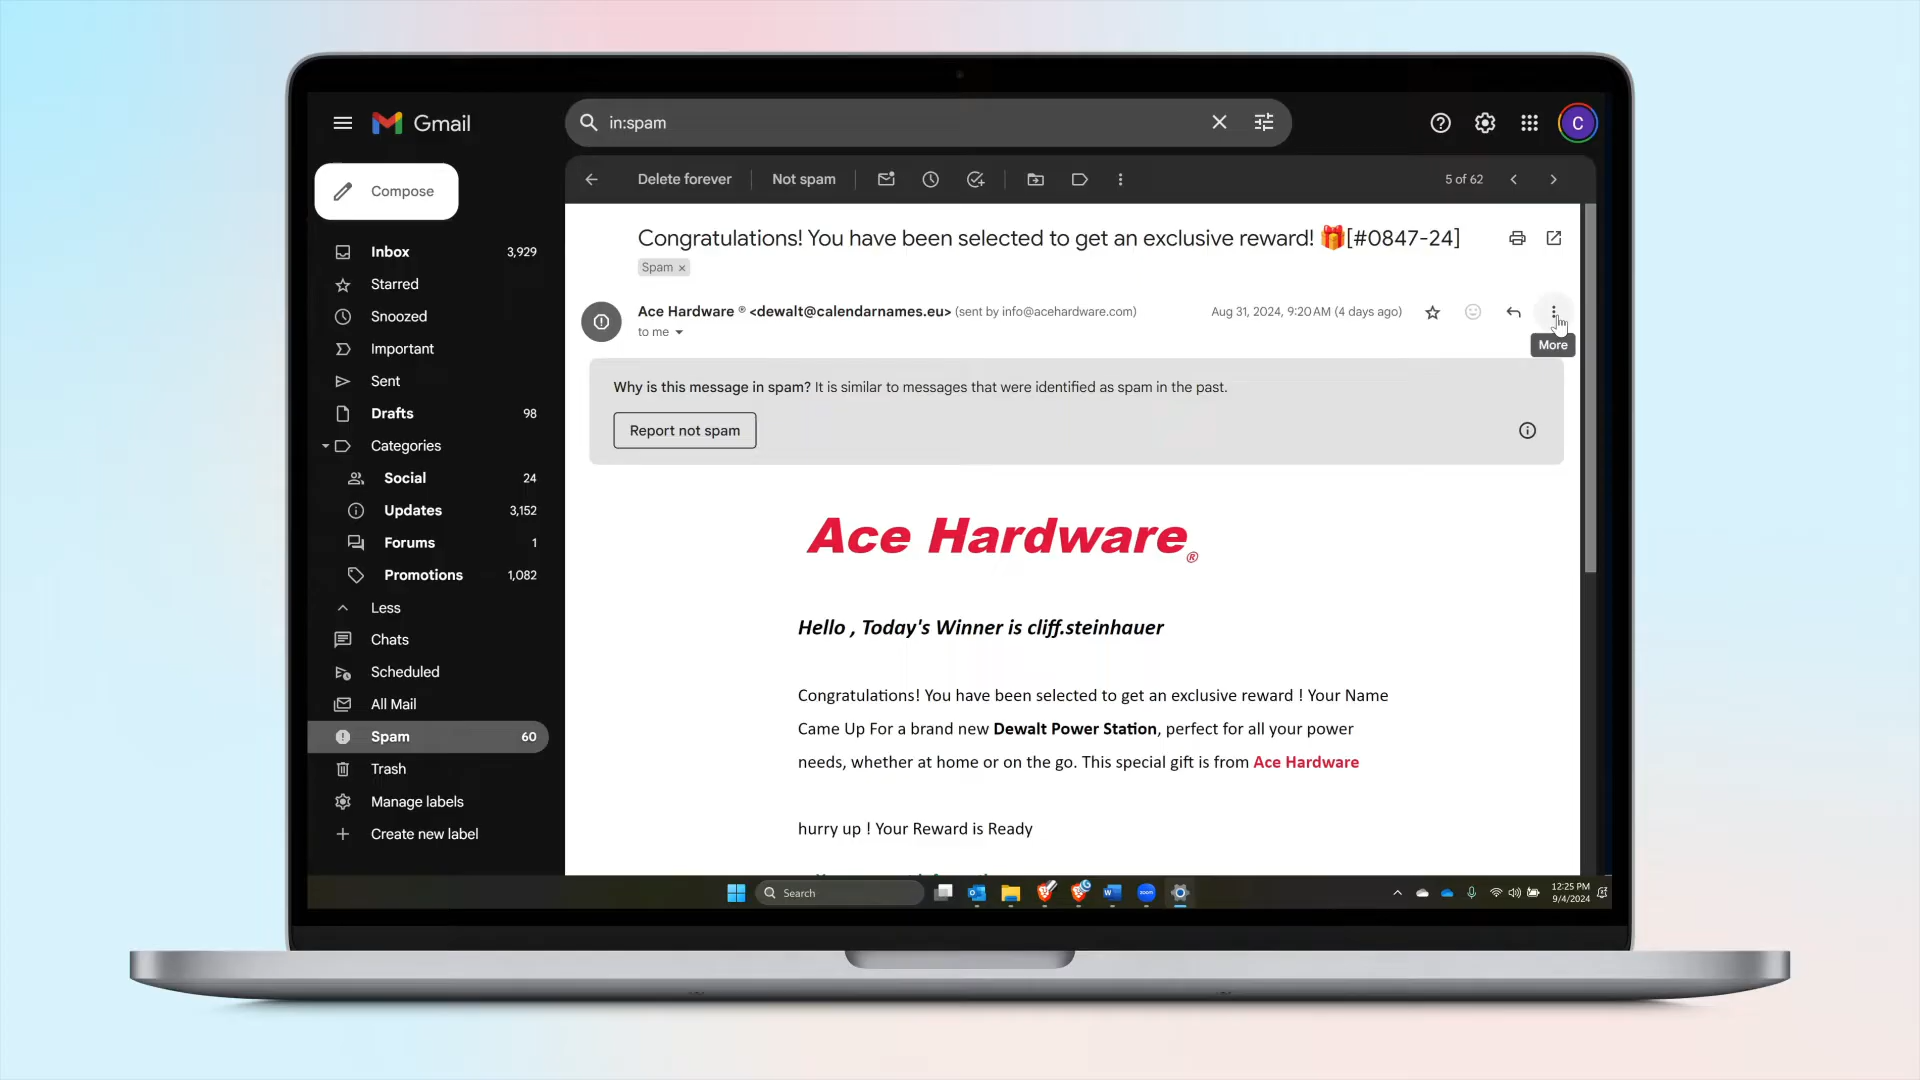 Gmail
in:spam
C
Compose
Delete forever
Not spam
5 of 62
Inbox 3,929
Starred
Snoozed
Important
Sent
Drafts 98
Categories
Social 24
Updates 3,152
Forums 1
Promotions 1,082
Less
Chats
Scheduled
All Mail
Spam 60
Trash
Manage labels
Create new label
Congratulations! You have been selected to get an exclusive reward! 🎁[#0847-24]
Spam x
Ace Hardware ® <dewalt@calendarnames.eu> (sent by info@acehardware.com)
Aug 31, 2024, 9:20 AM (4 days ago)
to me
More
Why is this message in spam? It is similar to messages that were identified as spam in the past.
Report not spam
Ace Hardware®
Hello , Today's Winner is cliff.steinhauer
Congratulations! You have been selected to get an exclusive reward ! Your Name
Came Up For a brand new Dewalt Power Station, perfect for all your power
needs, whether at home or on the go. This special gift is from Ace Hardware
hurry up ! Your Reward is Ready
Search
zoom
12:25 PM
9/4/2024